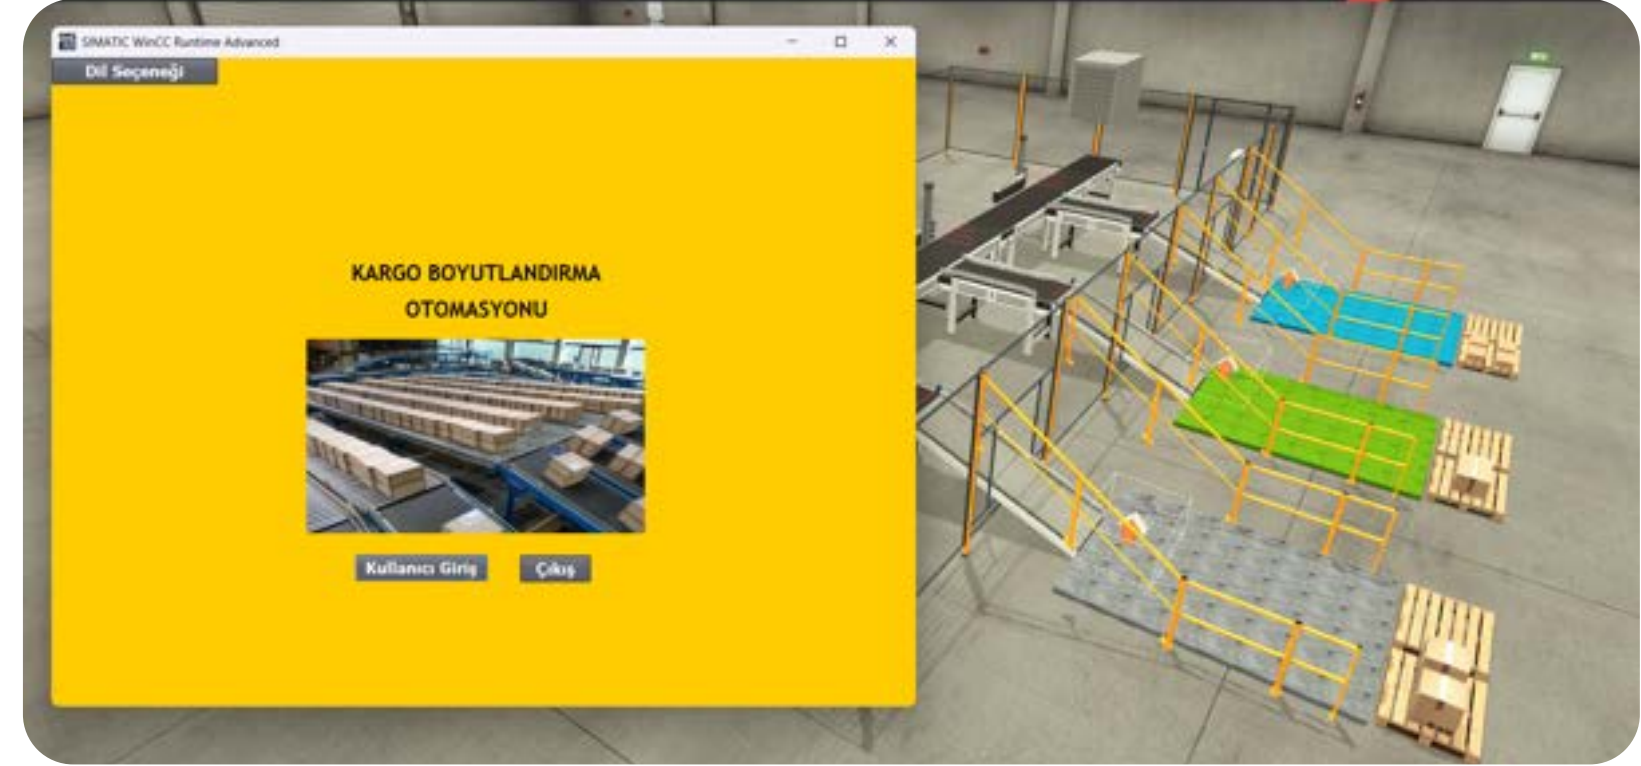 SIMATIC WinCC Runtime Advanced
Dil Seçeneği
KARGO BOYUTLANDIRMA
OTOMASYONU
Kullanıcı Giriş
Çıkış